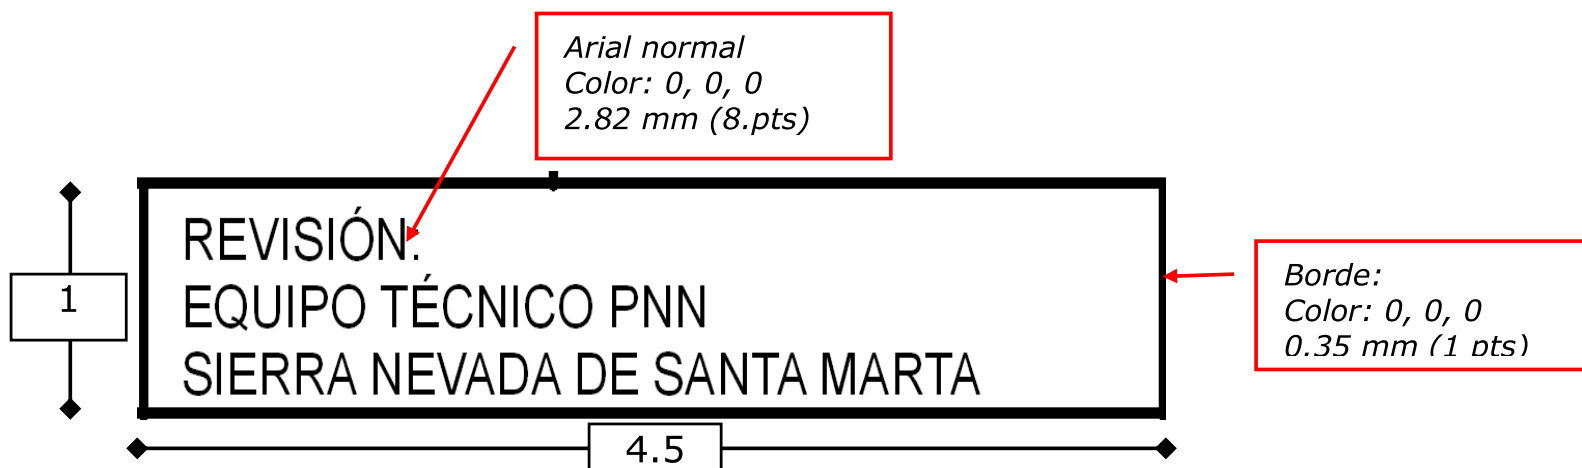 Arial normal
Color: 0, 0, 0
2.82 mm (8.pts)
REVISIÓN:
EQUIPO TÉCNICO PNN
SIERRA NEVADA DE SANTA MARTA
1
Borde:
Color: 0, 0, 0
0.35 mm (1 pts)
4.5